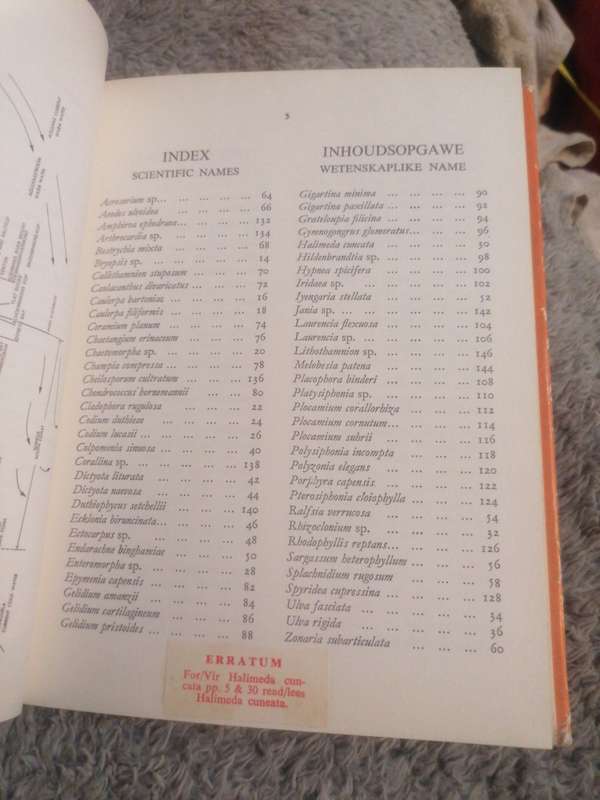 5
INDEX
SCIENTIFIC NAMES
Acrosorium sp... ... ... ... ... 64
Aeodes ulvoidea ... ... ... ... 66
Amphiroa ephedraea... ... ... 132
Arthrocardia sp. ... ... ... ... 134
Bostrychia mixta ... ... ... ... 68
Bryopsis sp. ... ... ... ... ... 14
Callithamnion stuposum ... ... ... 70
Caulacanthus divaricatus ... ... ... 72
Caulerpa bartoniae ... ... ... ... 16
Caulerpa filiformis ... ... ... ... 18
Ceramium planum ... ... ... ... 74
Chaetangium erinaceum ... ... ... 76
Chaetomorpha sp. ... ... ... ... 20
Champia compressa ... ... ... ... 78
Cheilosporum cultratum ... ... ... 136
Chondrococcus hornemannii ... ... 80
Cladophora rugulosa ... ... ... 22
Codium duthieae ... ... ... ... 24
Codium lucasii ... ... ... ... ... 26
Colpomenia sinuosa ... ... ... ... 40
Corallina sp. ... ... ... ... ... 138
Dictyota liturata ... ... ... ... 42
Dictyota naevosa ... ... ... ... 44
Duthiophycus setchellii ... ... ... 140
Ecklonia biruncinata... ... ... ... 46
Ectocarpus sp. ... ... ... ... 48
Endarachne binghamiae ... ... ... 50
Enteromorpha sp. ... ... ... ... 28
Epymenia capensis ... ... ... ... 82
Gelidium amanzii ... ... ... ... 84
Gelidium cartilagineum ... ... ... 86
Gelidium pristoides ... ... ... ... 88
INHOUDSOPGAWE
WETENSKAPLIKE NAME
Gigartina minima ... ... ... ... 90
Gigartina paxillata ... ... ... ... 92
Grateloupia filicina ... ... ... ... 94
Gymnogongrus glomeratus... ... ... 96
Halimeda cuncata ... ... ... ... 30
Hildenbrandtia sp. ... ... ... ... 98
Hypnea spicifera ... ... ... ... 100
Iridaea sp. ... ... ... ... ... 102
Iyengaria stellata ... ... ... ... 52
Jania sp. ... ... ... ... ... 142
Laurencia flexuosa ... ... ... ... 104
Laurencia sp. ... ... ... ... ... 106
Lithothamnion sp. ... ... ... ... 146
Melobesia patena ... ... ... ... 144
Placophora binderi ... ... ... ... 108
Platysiphonia sp. ... ... ... ... 110
Plocamium corallorhiza ... ... ... 112
Plocamium cornutum... ... ... ... 114
Plocamium suhrii ... ... ... ... 116
Polysiphonia incompta ... ... ... 118
Polyzonia elegans ... ... ... ... 120
Porphyra capensis ... ... ... ... 122
Pterosiphonia cloiophylla ... ... ... 124
Ralfsia verrucosa ... ... ... ... 54
Rhizoclonium sp. ... ... ... ... 32
Rhodophyllis reptans... ... ... ... 126
Sargassum heterophyllum ... ... ... 56
Splachnidium rugosum ... ... ... 58
Spyridea cupressina ... ... ... ... 128
Ulva fasciata ... ... ... ... ... 34
Ulva rigida ... ... ... ... ... 36
Zonaria subarticulata ... ... ... 60
ERRATUM
For/Vir Halimeda cun-
cata pp. 5 & 30 read/lees
Halimeda cuneata.